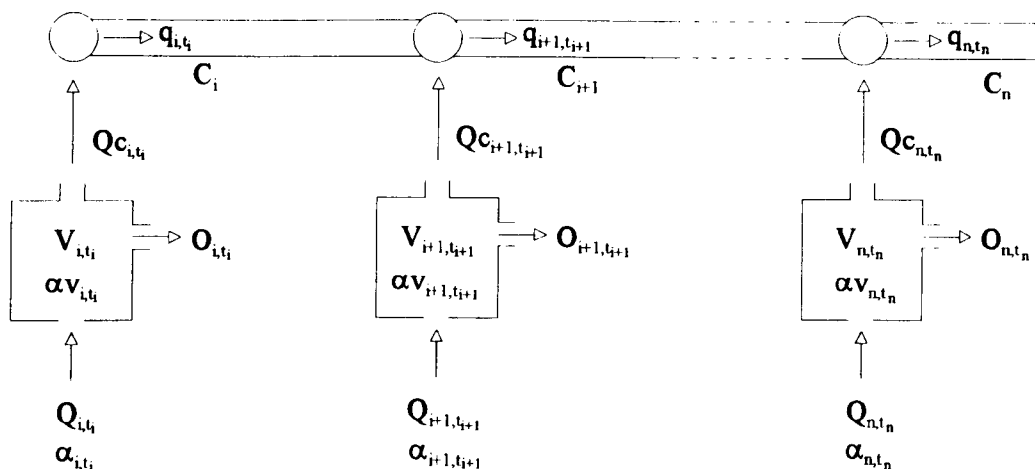 q_{i,t_i} q_{i+1,t_{i+1}} q_{n,t_n}
C_i C_{i+1} C_n
Qc_{i,t_i} Qc_{i+1,t_{i+1}} Qc_{n,t_n}
V_{i,t_i} O_{i,t_i} V_{i+1,t_{i+1}} O_{i+1,t_{i+1}} V_{n,t_n} O_{n,t_n}
αv_{i,t_i} αv_{i+1,t_{i+1}} αv_{n,t_n}
Q_{i,t_i} Q_{i+1,t_{i+1}} Q_{n,t_n}
α_{i,t_i} α_{i+1,t_{i+1}} α_{n,t_n}